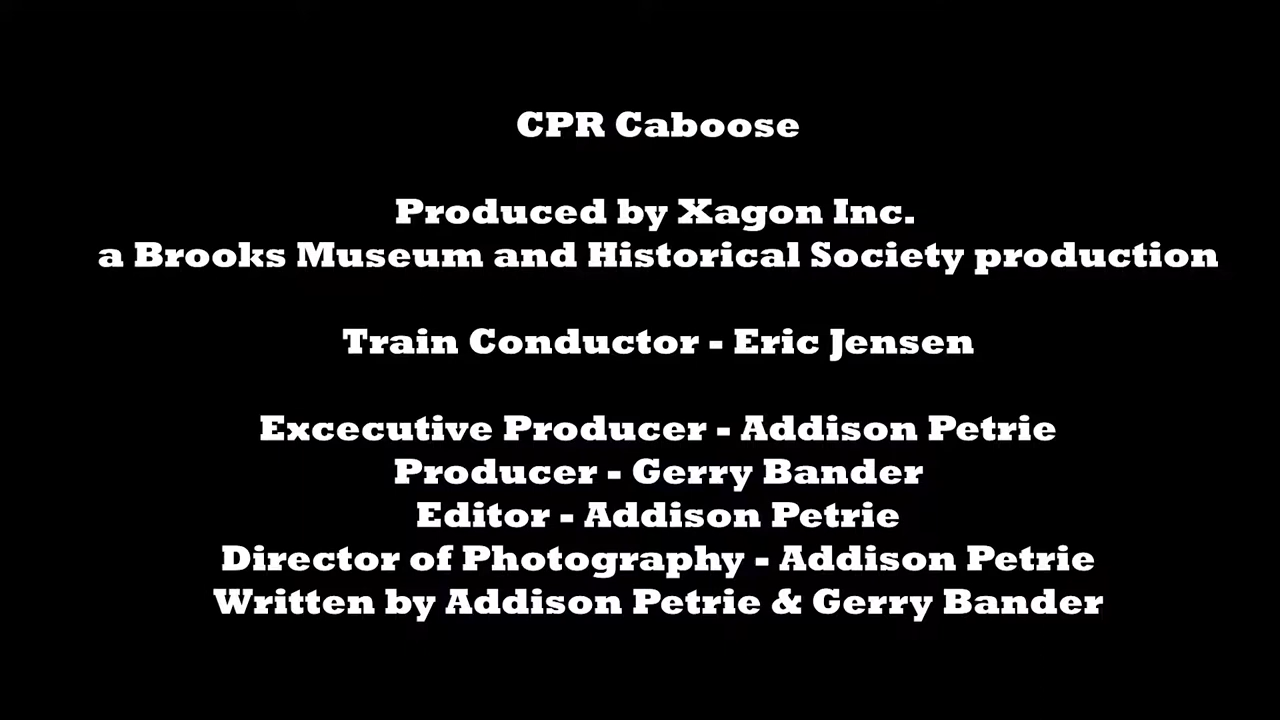 CPR Caboose
Produced by Xagon Inc.
a Brooks Museum and Historical Society production
Train Conductor - Eric Jensen
Excecutive Producer - Addison Petrie
Producer - Gerry Bander
Editor - Addison Petrie
Director of Photography - Addison Petrie
Written by Addison Petrie & Gerry Bander